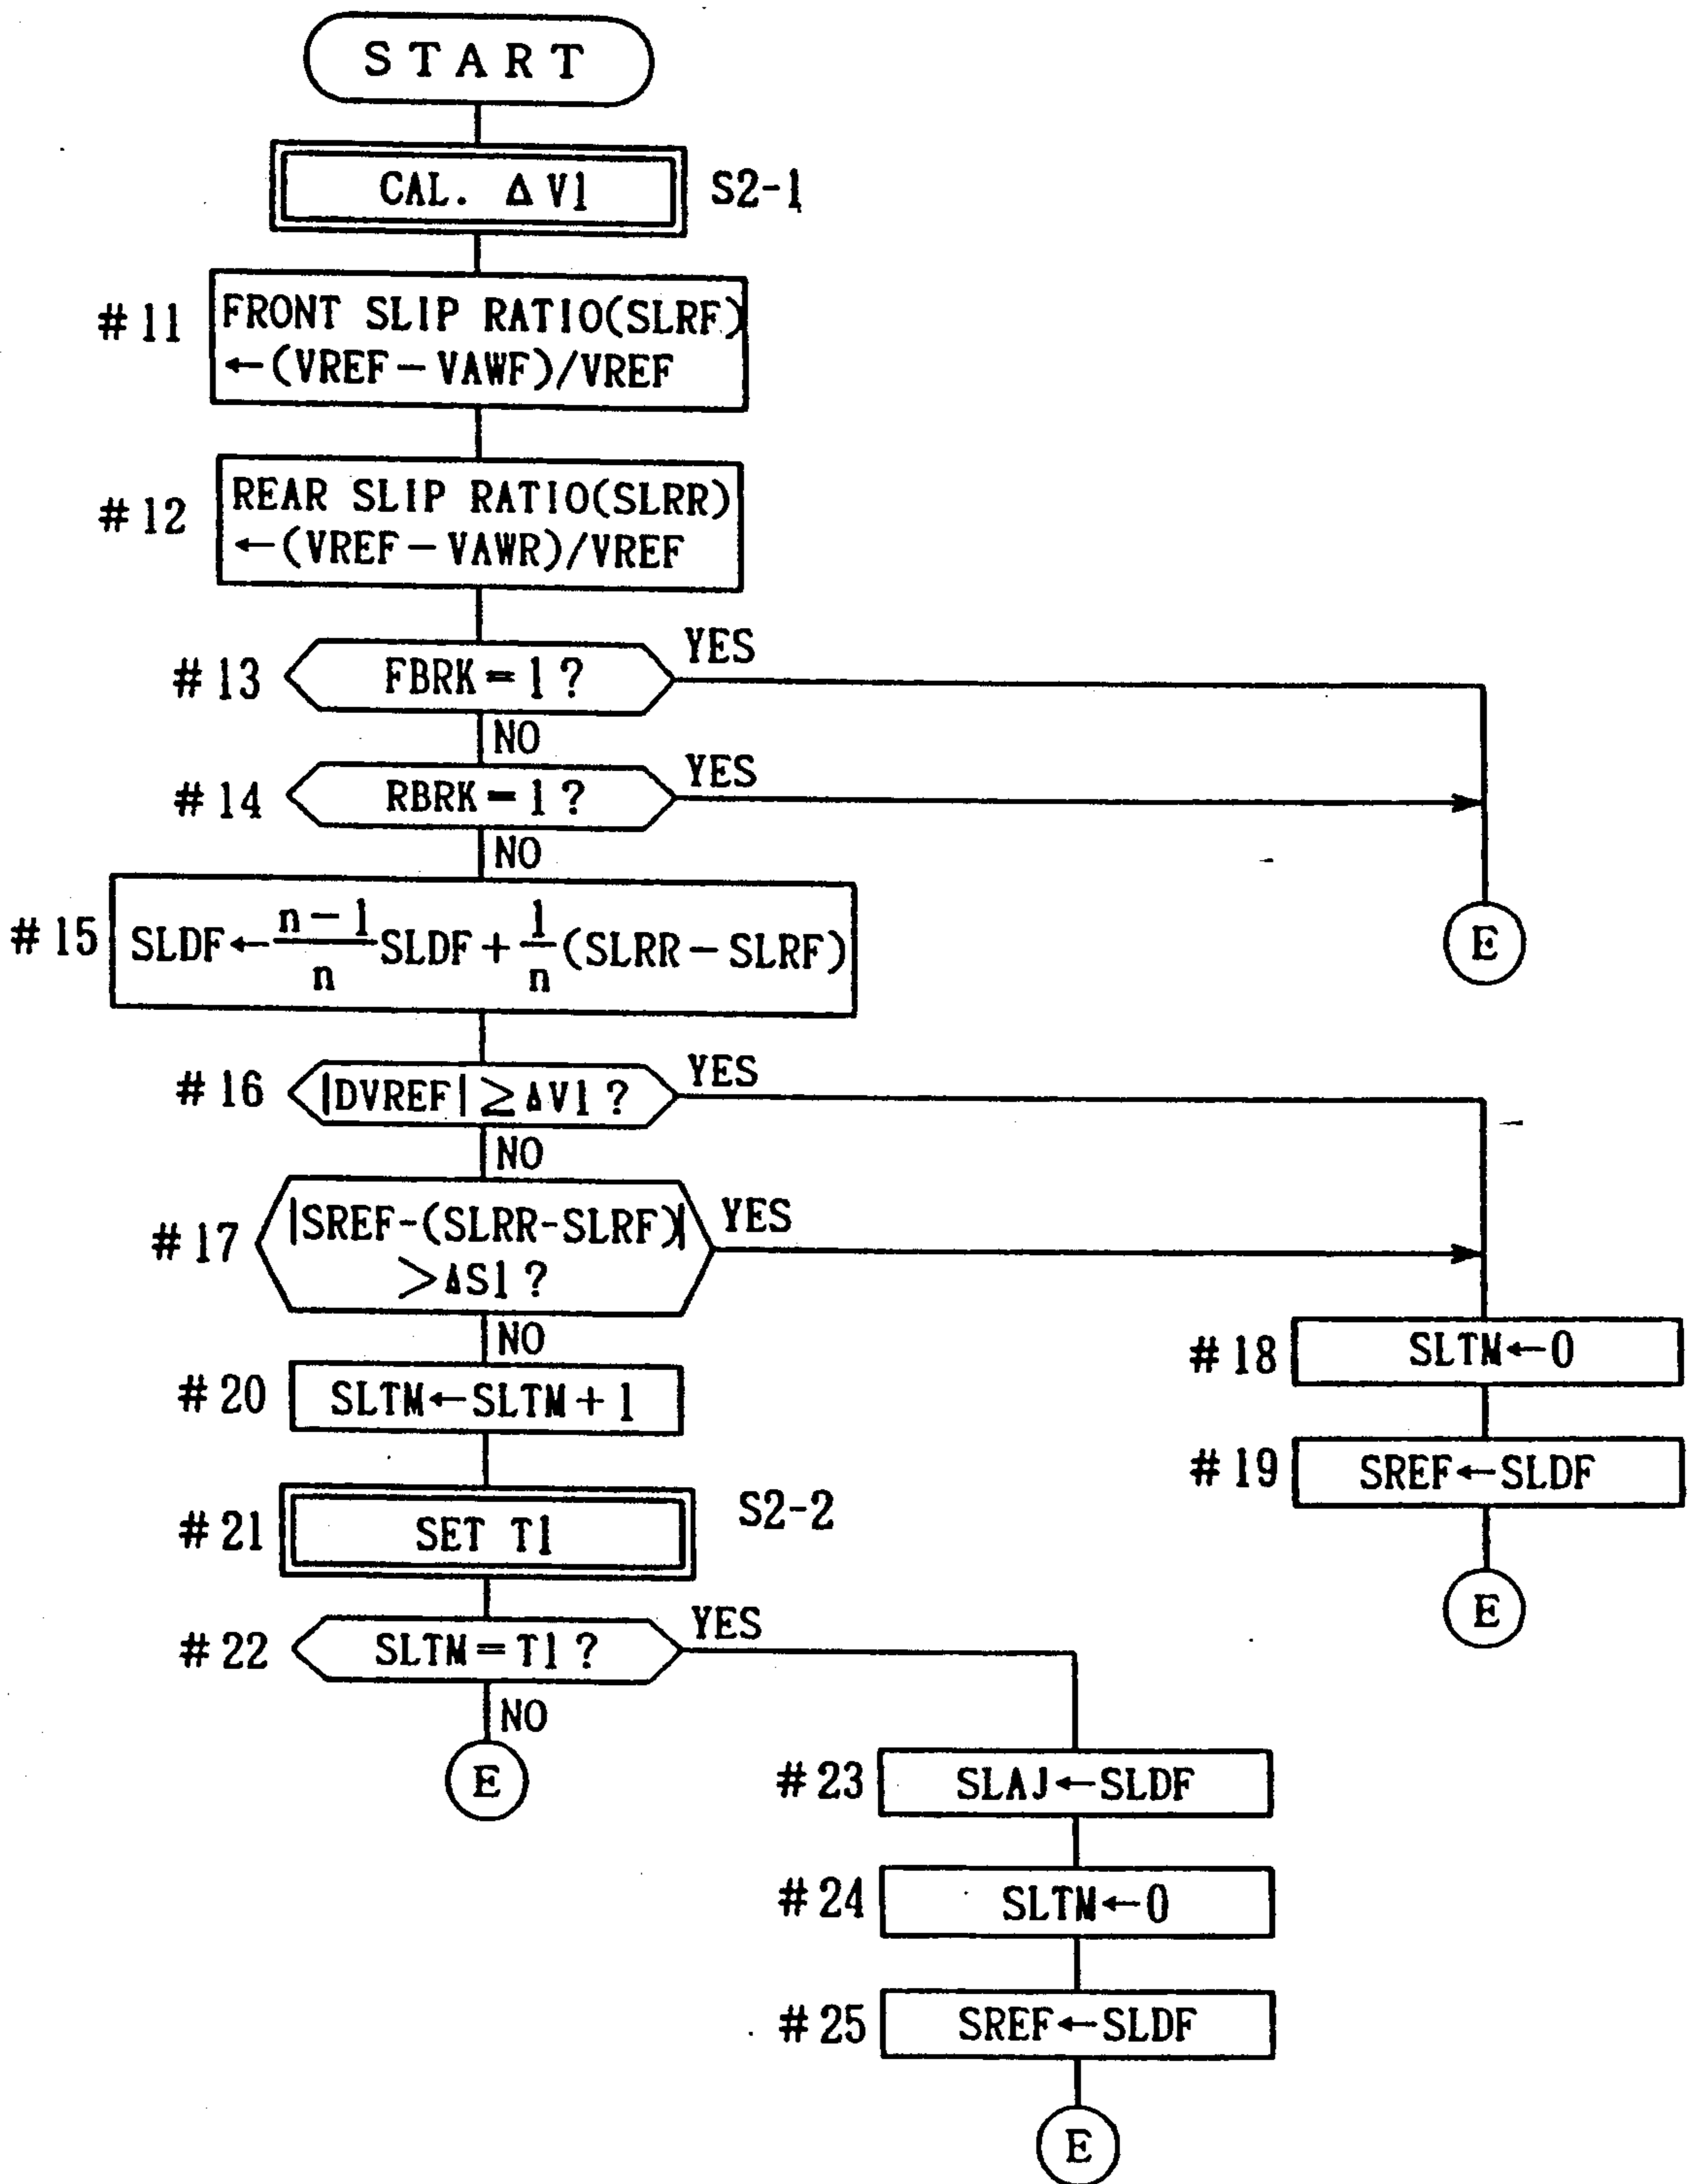 START
CAL. ΔV1
S2-1
#11
FRONT SLIP RATIO(SLRF)
←(VREF-VAWF)/VREF
#12
REAR SLIP RATIO(SLRR)
←(VREF-VAWR)/VREF
#13
FBRK=1?
YES
NO
#14
RBRK=1?
YES
NO
E
#15
SLDF←n-1/n SLDF+1/n(SLRR-SLRF)
#16
|DVREF|≥ΔV1?
YES
NO
#17
|SREF-(SLRR-SLRF)|
>ΔS1?
YES
NO
#18
SLTM←0
#19
SREF←SLDF
E
#20
SLTM←SLTM+1
#21
SET T1
S2-2
#22
SLTM=T1?
YES
NO
E
#23
SLAJ←SLDF
#24
SLTM←0
#25
SREF←SLDF
E